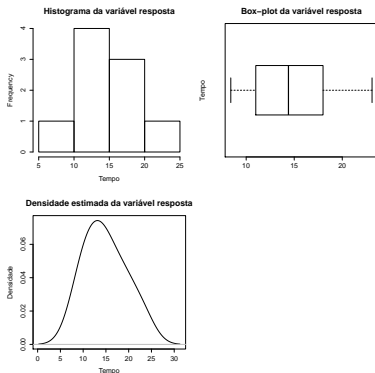 Histograma da variável resposta
Frequency
4
3
2
1
0
5 10 15 20 25
Tempo
Box−plot da variável resposta
Tempo
10 15 20
Densidade estimada da variável resposta
Densidade
0.06
0.04
0.02
0.00
0 5 10 15 20 25 30
Tempo